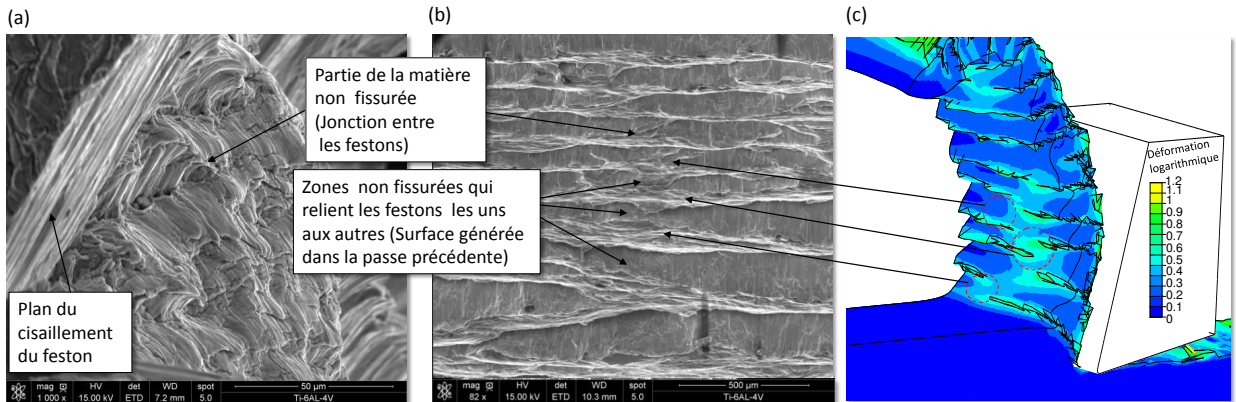 (a)
(b)
(c)
Partie de la matière
non fissurée
(Jonction entre
les festons)
Zones non fissurées qui
relient les festons les uns
aux autres (Surface générée
dans la passe précédente)
Plan du
cisaillement
du feston
Déformation
logarithmique
1.2
1.1
1
0.9
0.8
0.7
0.6
0.5
0.4
0.3
0.2
0.1
0
mag HV det WD spot 50 µm
1 000 x 15.00 kV ETD 7.2 mm 5.0 Ti-6AL-4V
mag HV det WD spot 500 µm
82 x 15.00 kV ETD 10.3 mm 5.0 Ti-6AL-4V